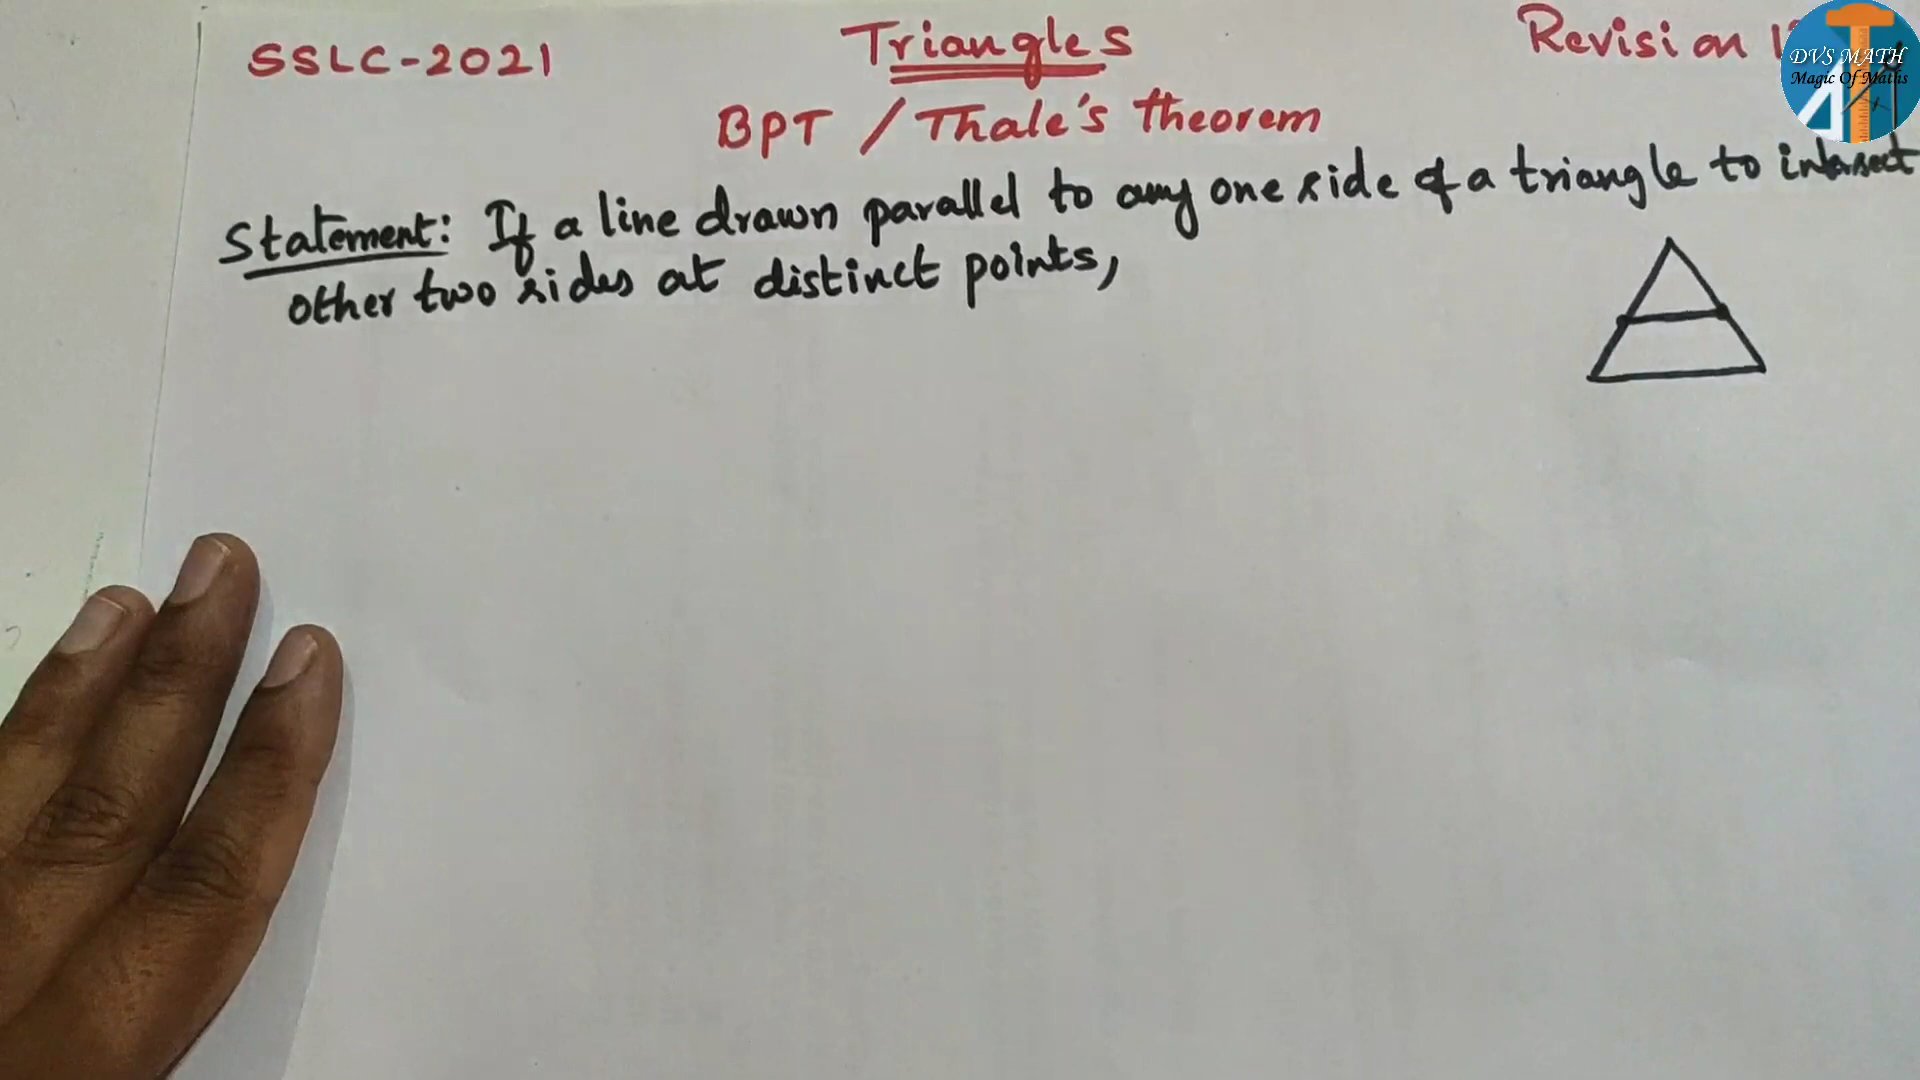 SSLC-2021
Triangles
Revision
DVS MATH
Magic Of Maths
BPT / Thale's theorem
Statement: If a line drawn parallel to any one side of a triangle to intersect
other two sides at distinct points,